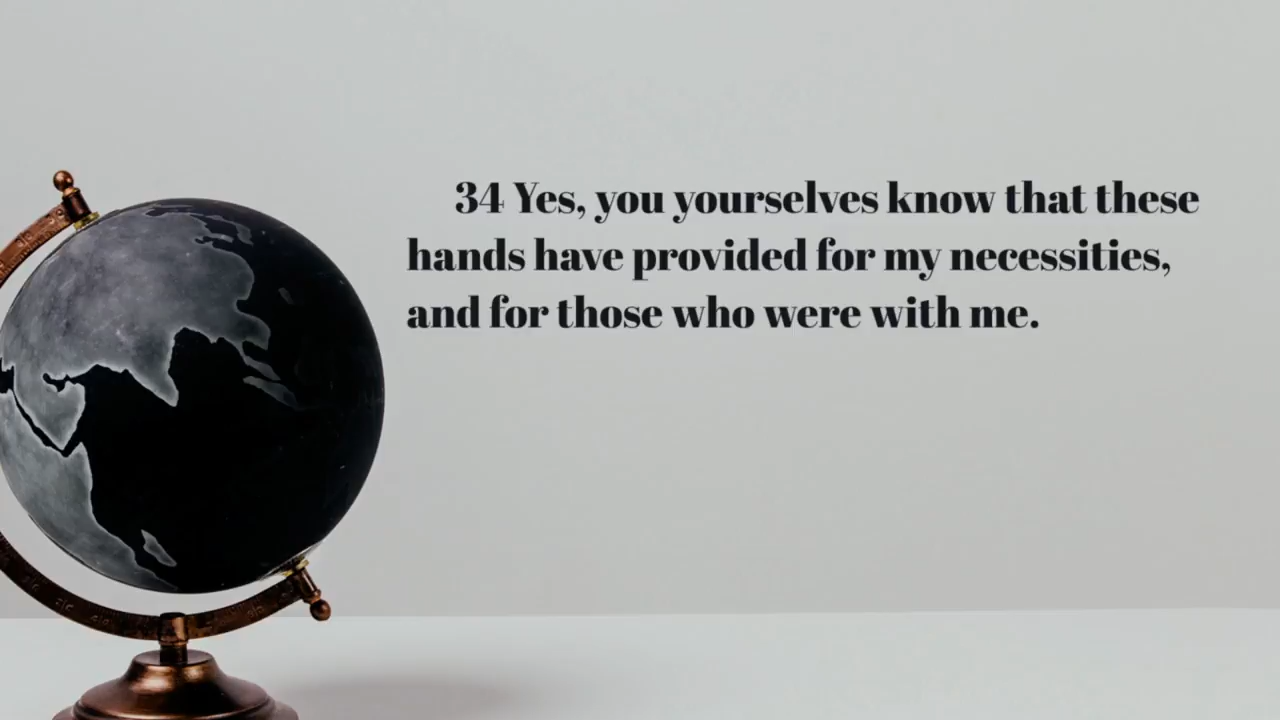 34 Yes, you yourselves know that these
hands have provided for my necessities,
and for those who were with me.